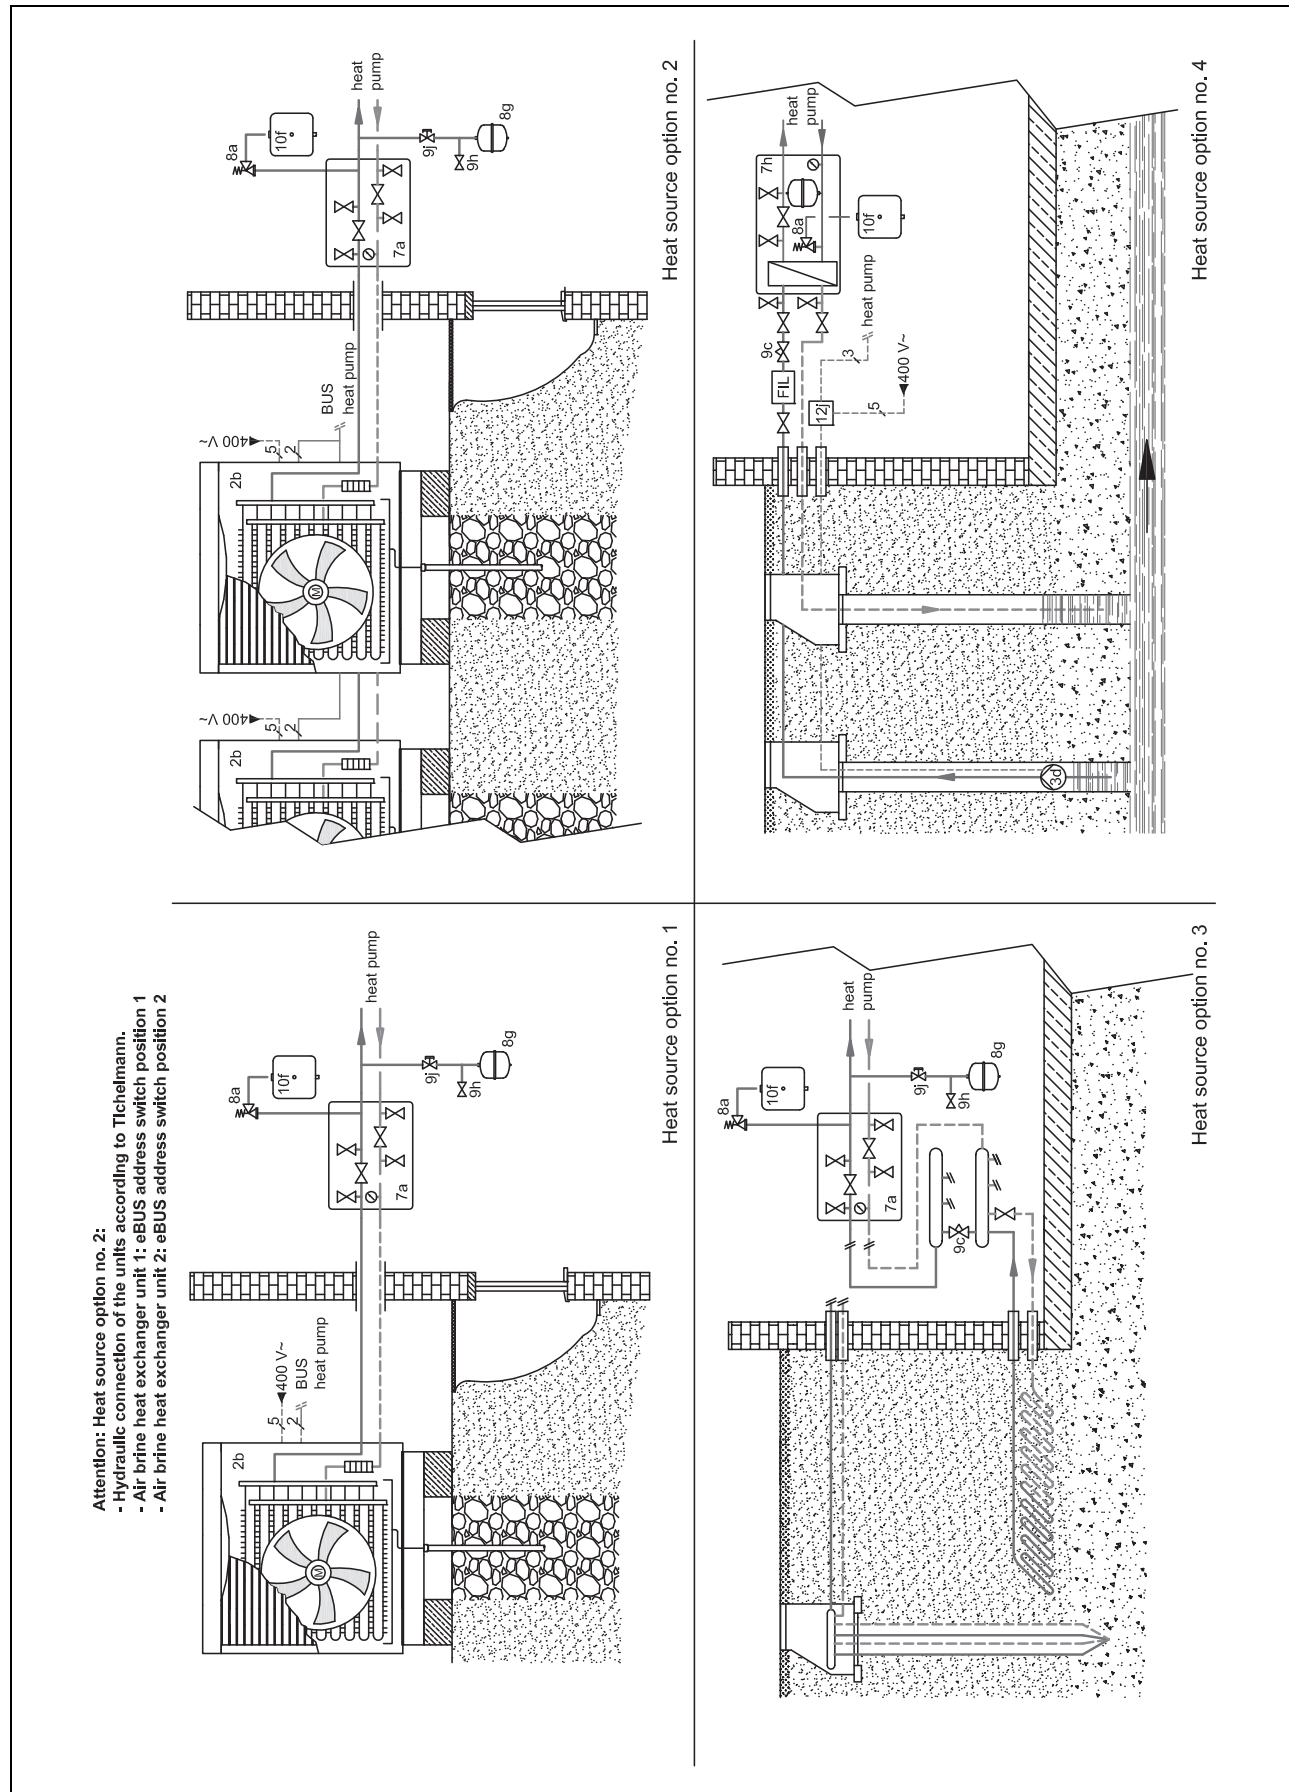 Attention: Heat source option no. 2:
- Hydraulic connection of the units according to Tichelmann.
- Air brine heat exchanger unit 1: eBUS address switch position 1
- Air brine heat exchanger unit 2: eBUS address switch position 2
2b
M
5
400 V~
2
BUS
heat pump
7a
8a
10f
9j
9h
8g
heat pump
Heat source option no. 1
2b
5
400 V~
2
2b
M
5
400 V~
2
BUS
heat pump
7a
8a
10f
9j
9h
8g
heat
pump
Heat source option no. 2
9c
7a
8a
10f
9j
9h
8g
heat
pump
Heat source option no. 3
3d
12j
FIL
9c
5
400 V~
3
heat pump
8a
7h
10f
heat
pump
Heat source option no. 4